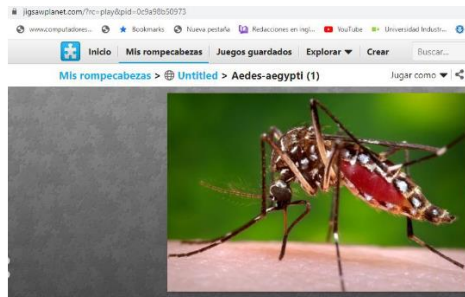 jigsawplanet.com/?rc=play&pid=0c9a98b50973
www.computadores... Bookmarks Nueva pestaña Redacciones en ingl... YouTube Universidad Industr...
Inicio Mis rompecabezas Juegos guardados Explorar Crear Buscar...
Mis rompecabezas > Untitled > Aedes-aegypti (1) Jugar como